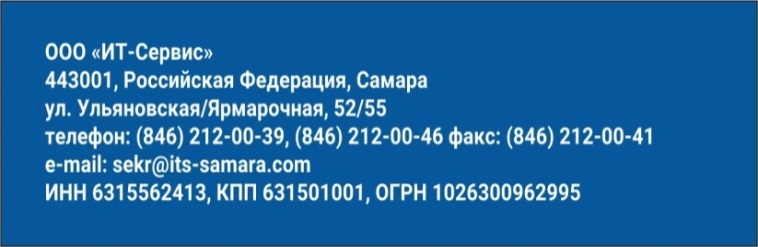 ООО «ИТ-Сервис»
443001, Российская Федерация, Самара
ул. Ульяновская/Ярмарочная, 52/55
телефон: (846) 212-00-39, (846) 212-00-46 факс: (846) 212-00-41
e-mail: sekr@its-samara.com
ИНН 6315562413, КПП 631501001, ОГРН 1026300962995